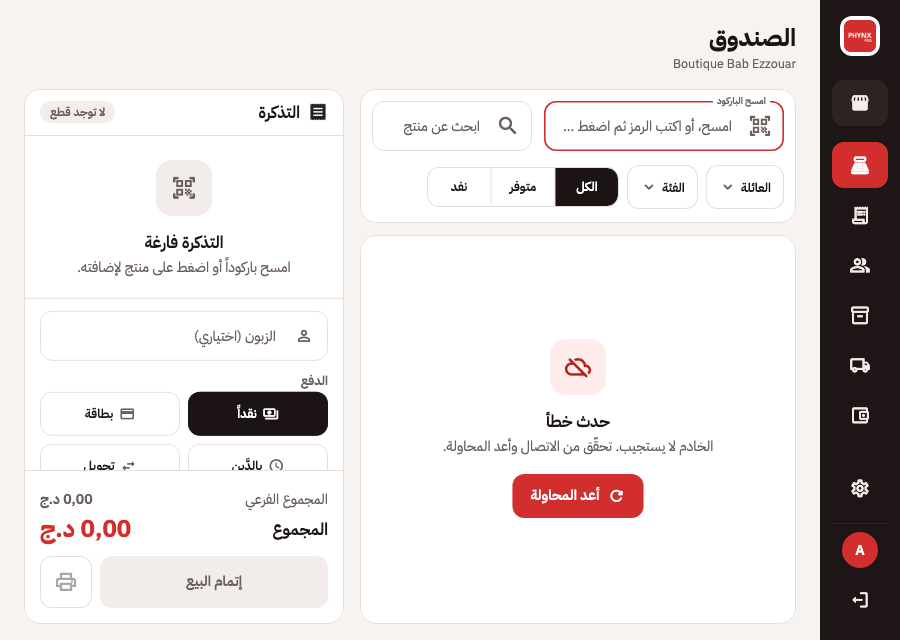 PHYNX
POS
الصندوق
Boutique Bab Ezzouar
امسح الباركود
امسح، أو اكتب الرمز ثم اضغط ...
ابحث عن منتج
العائلة
الفئة
الكل
متوفر
نفد
حدث خطأ
الخادم لا يستجيب. تحقّق من الاتصال وأعد المحاولة.
أعد المحاولة
التذكرة
لا توجد قطع
التذكرة فارغة
امسح باركوداً أو اضغط على منتج لإضافته.
الزبون (اختياري)
الدفع
نقداً
بطاقة
بالدَّين
تحويل
المجموع الفرعي
0,00 د.ج
المجموع
0,00 د.ج
إتمام البيع
A